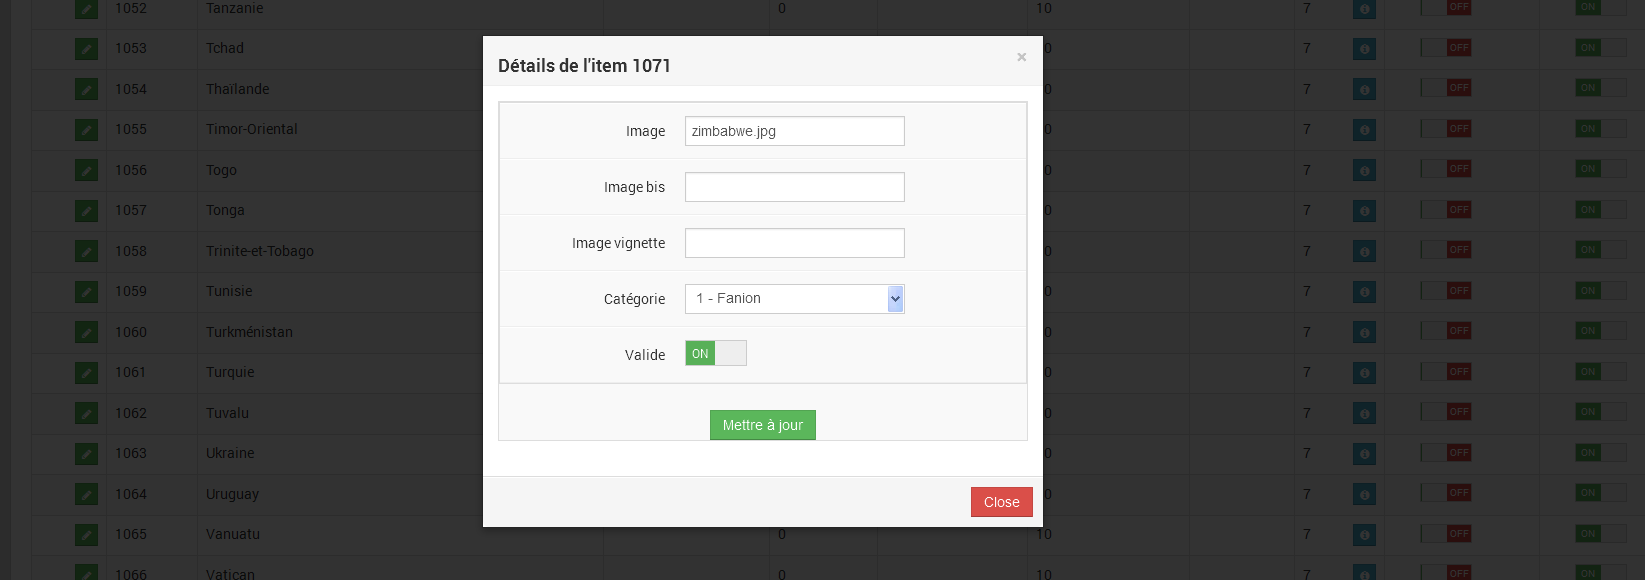 1052 Tanzanie 0 10 7 OFF ON
1053 Tchad 0 7 OFF ON
1054 Thaïlande 0 7 OFF ON
1055 Timor-Oriental 0 7 OFF ON
1056 Togo 0 7 OFF ON
1057 Tonga 0 7 OFF ON
1058 Trinite-et-Tobago 0 7 OFF ON
1059 Tunisie 0 7 OFF ON
1060 Turkménistan 0 7 OFF ON
1061 Turquie 0 7 OFF ON
1062 Tuvalu 0 7 OFF ON
1063 Ukraine 0 7 OFF ON
1064 Uruguay 0 7 OFF ON
1065 Vanuatu 0 10 7 OFF ON
1066 Vatican 0 10 7 OFF ON
Détails de l'item 1071 ×
Image zimbabwe.jpg
Image bis
Image vignette
Catégorie 1 - Fanion
Valide ON
Mettre à jour
Close